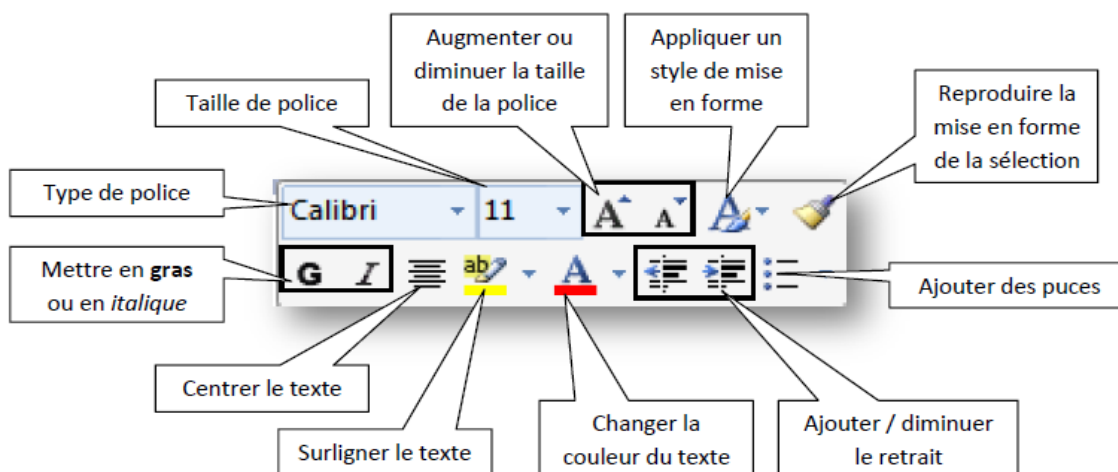 Augmenter ou
diminuer la taille
de la police
Appliquer un
style de mise
en forme
Taille de police
Reproduire la
mise en forme
de la sélection
Type de police
Calibri
11
A A
A
Mettre en gras
ou en italique
G I
ab
A
Ajouter des puces
Centrer le texte
Surligner le texte
Changer la
couleur du texte
Ajouter / diminuer
le retrait